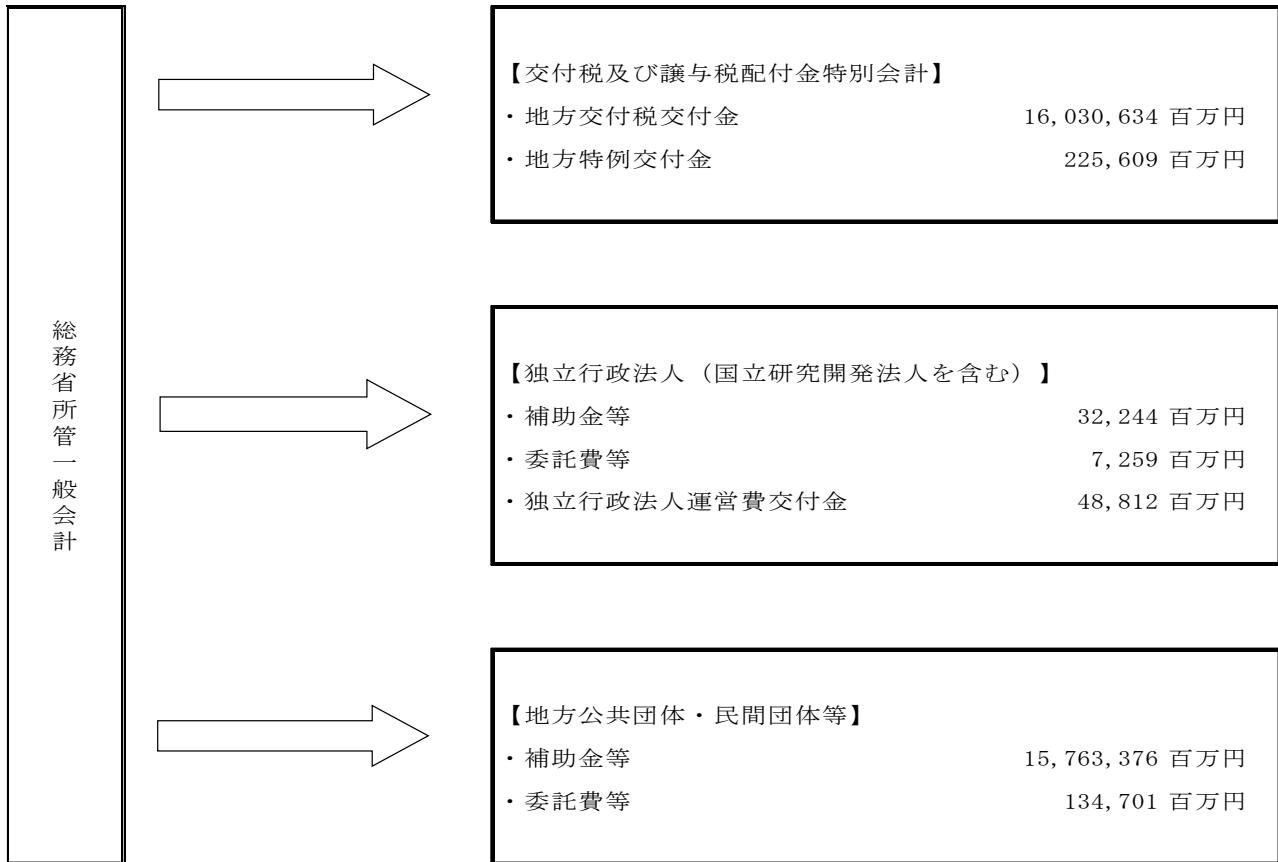 総務省所管一般会計
【交付税及び譲与税配付金特別会計】
・地方交付税交付金 16,030,634 百万円
・地方特例交付金 225,609 百万円
【独立行政法人（国立研究開発法人を含む）】
・補助金等 32,244 百万円
・委託費等 7,259 百万円
・独立行政法人運営費交付金 48,812 百万円
【地方公共団体・民間団体等】
・補助金等 15,763,376 百万円
・委託費等 134,701 百万円